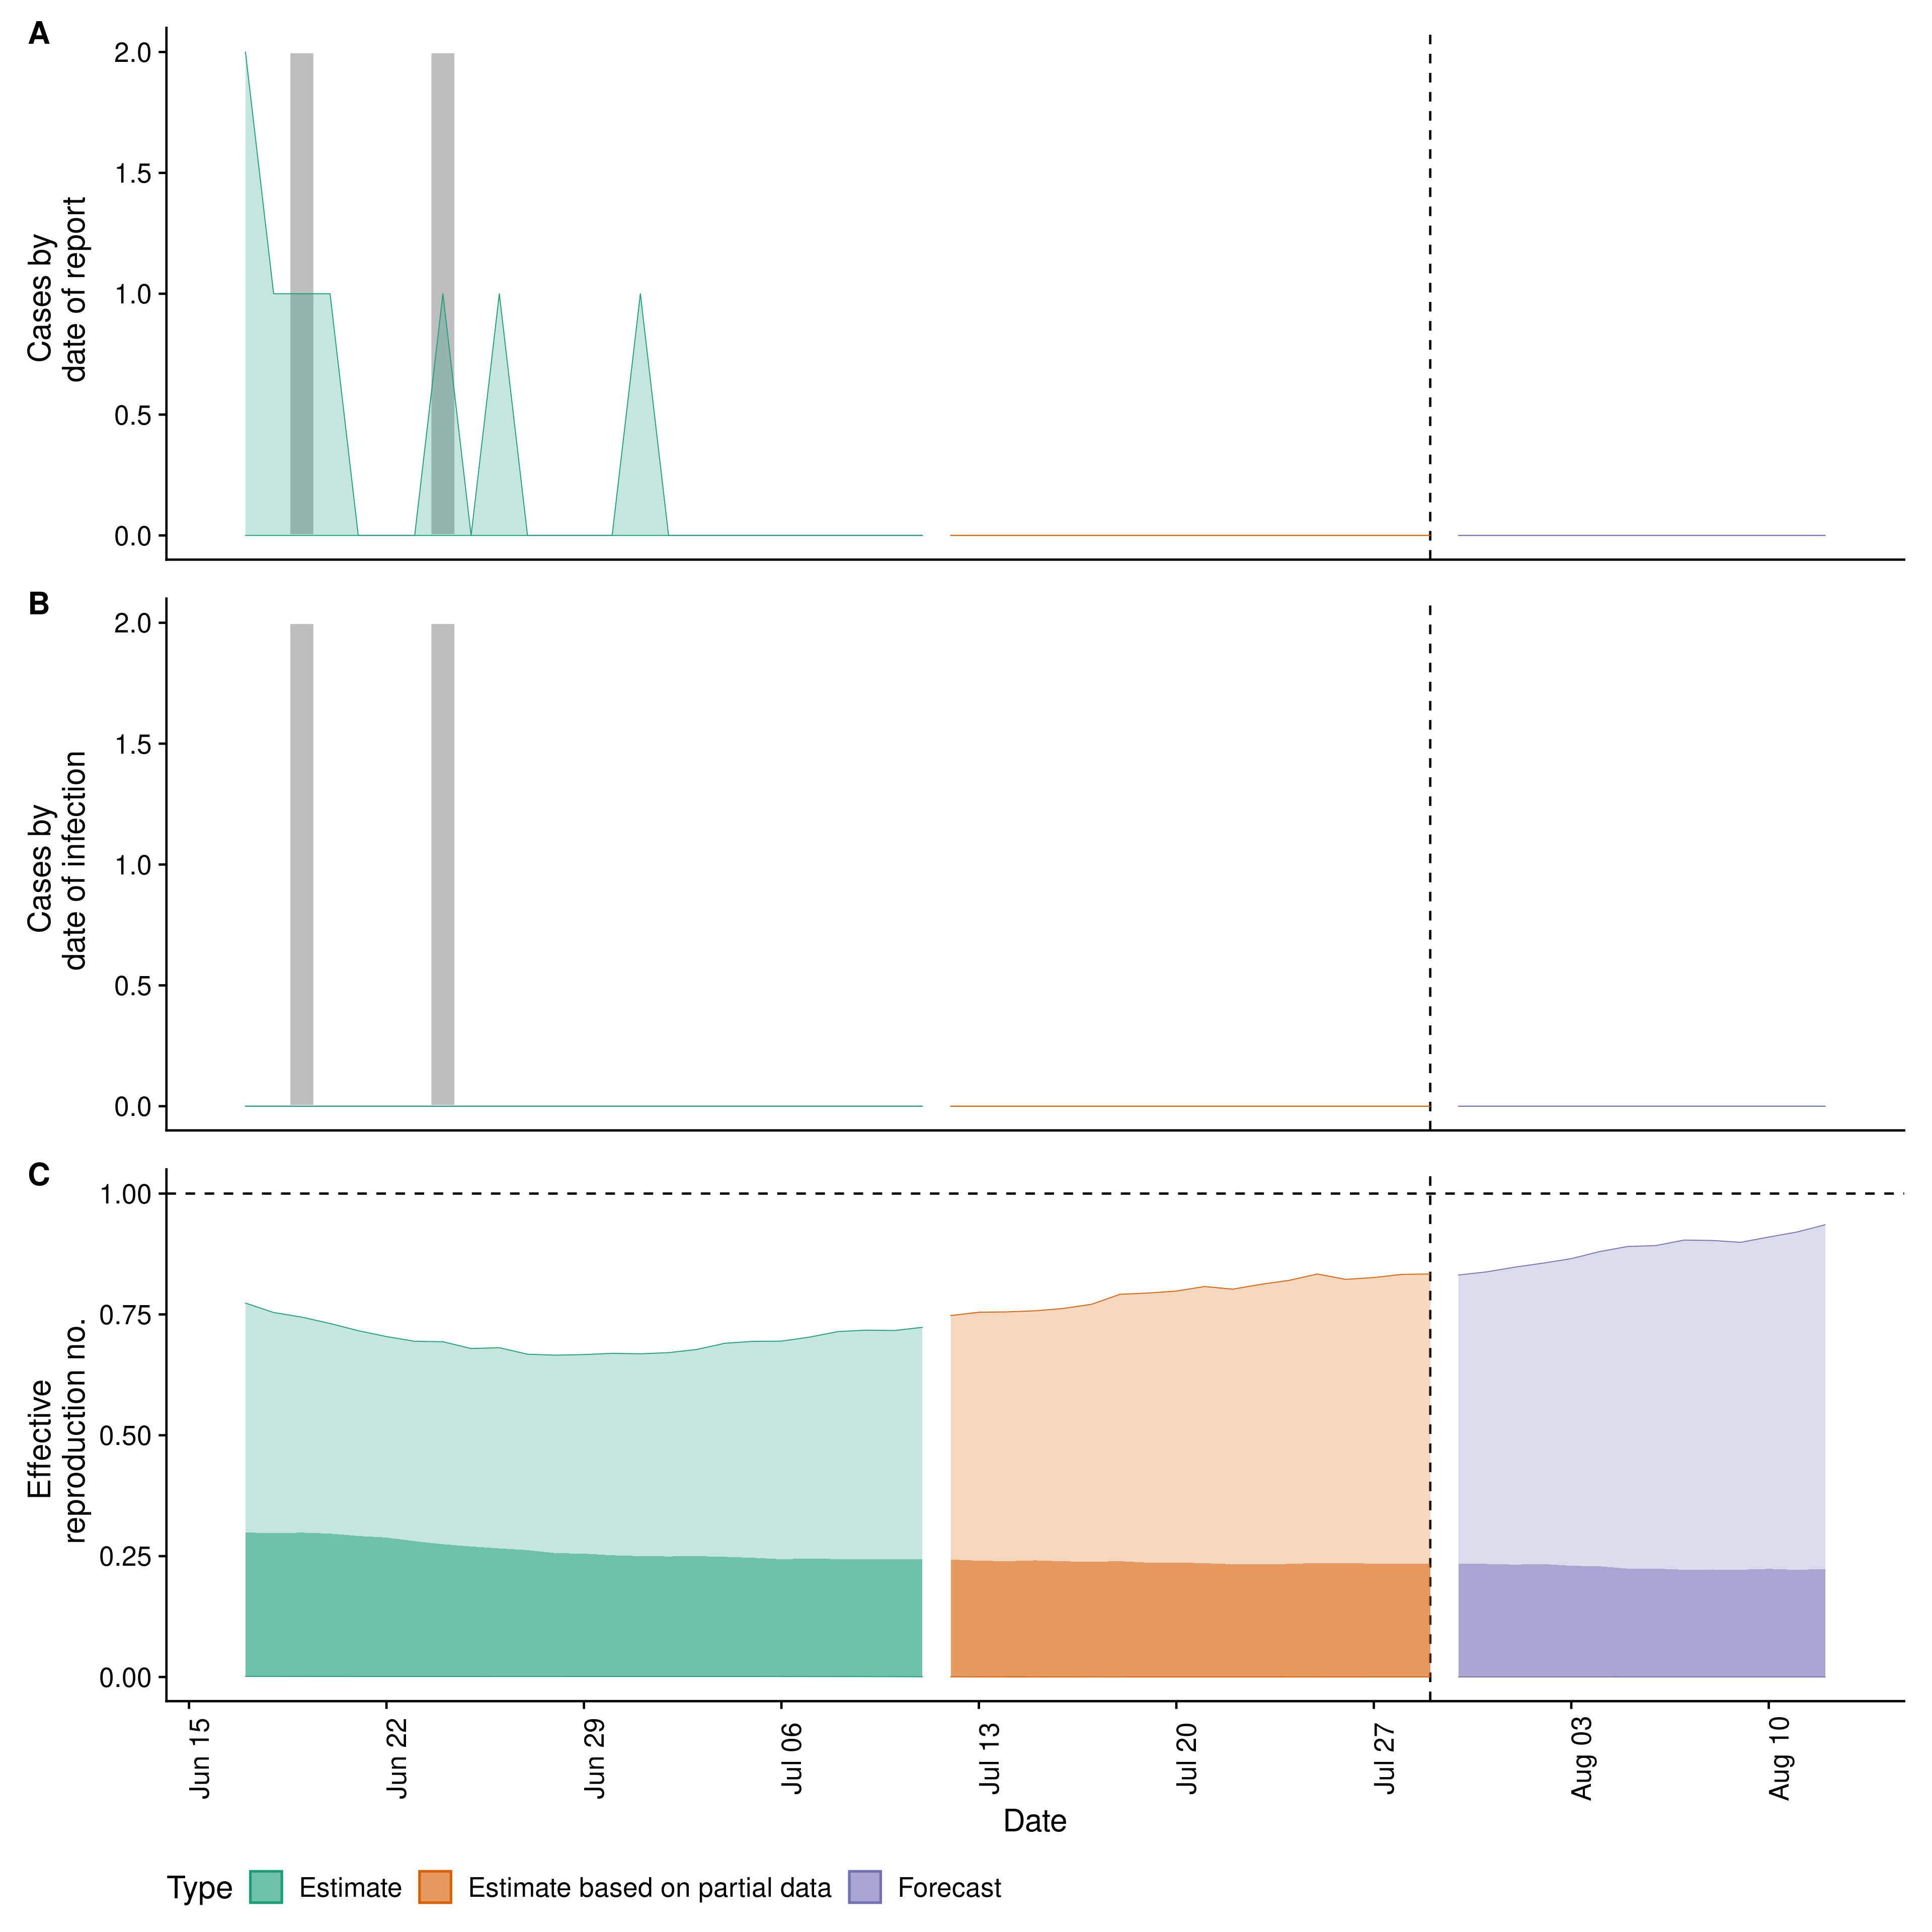 A
2.0
1.5
1.0
0.5
0.0
Cases by
date of report
B
2.0
1.5
1.0
0.5
0.0
Cases by
date of infection
C
1.00
0.75
0.50
0.25
0.00
Effective
reproduction no.
Jun 15
Jun 22
Jun 29
Jul 06
Jul 13
Jul 20
Jul 27
Aug 03
Aug 10
Date
Type Estimate Estimate based on partial data Forecast